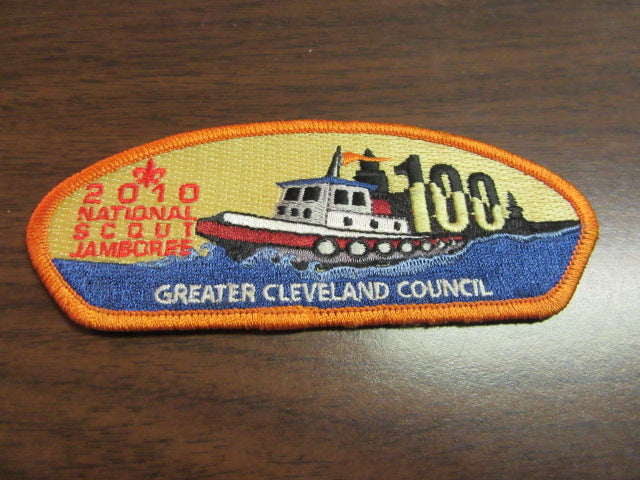 2010
NATIONAL
SCOUT
JAMBOREE
100
GREATER CLEVELAND COUNCIL